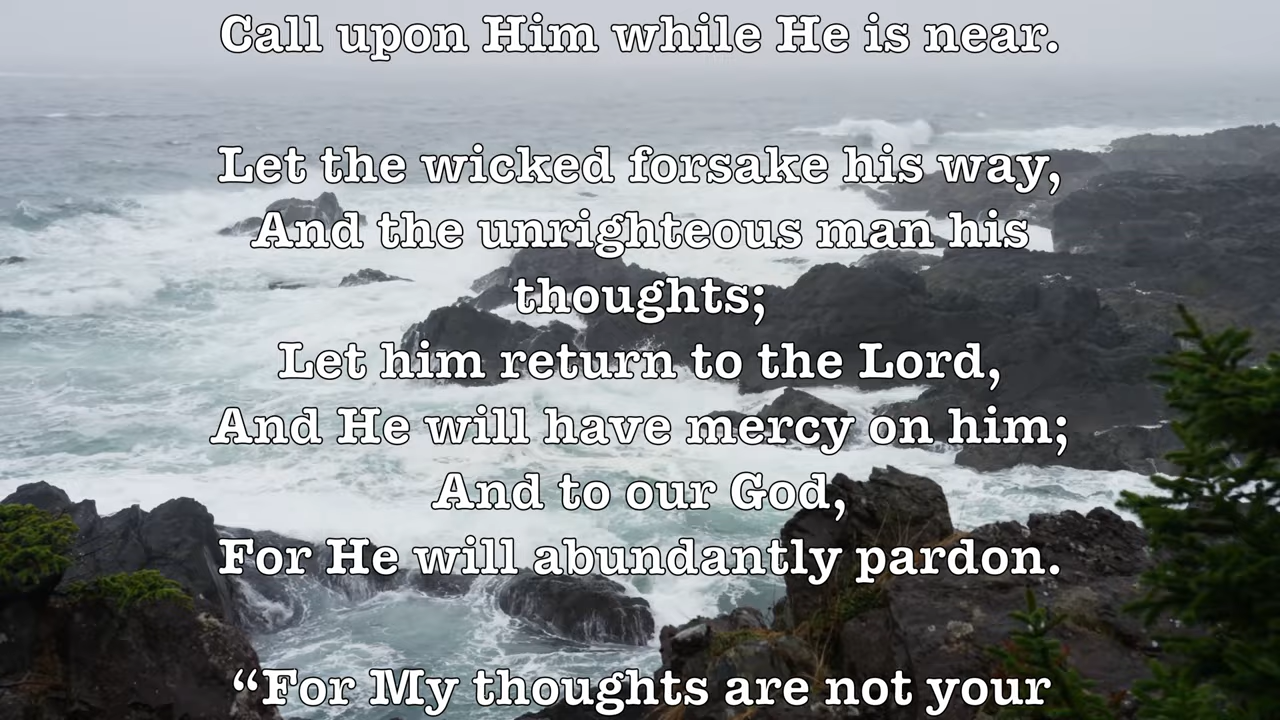 Call upon Him while He is near.
Let the wicked forsake his way,
And the unrighteous man his
thoughts;
Let him return to the Lord,
And He will have mercy on him;
And to our God,
For He will abundantly pardon.
“For My thoughts are not your